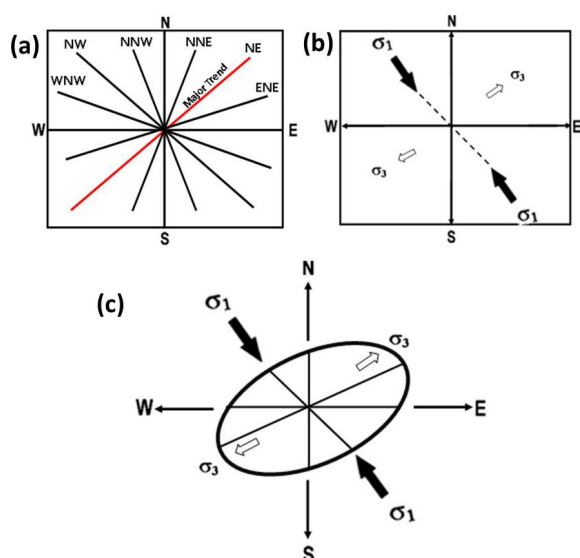 (a)
N
NW
NNW
NNE
NE
WNW
Major Trend
ENE
W
E
S
(b)
N
σ1
σ3
W
E
σ3
σ1
S
(c)
N
σ1
σ3
W
E
σ3
σ1
S